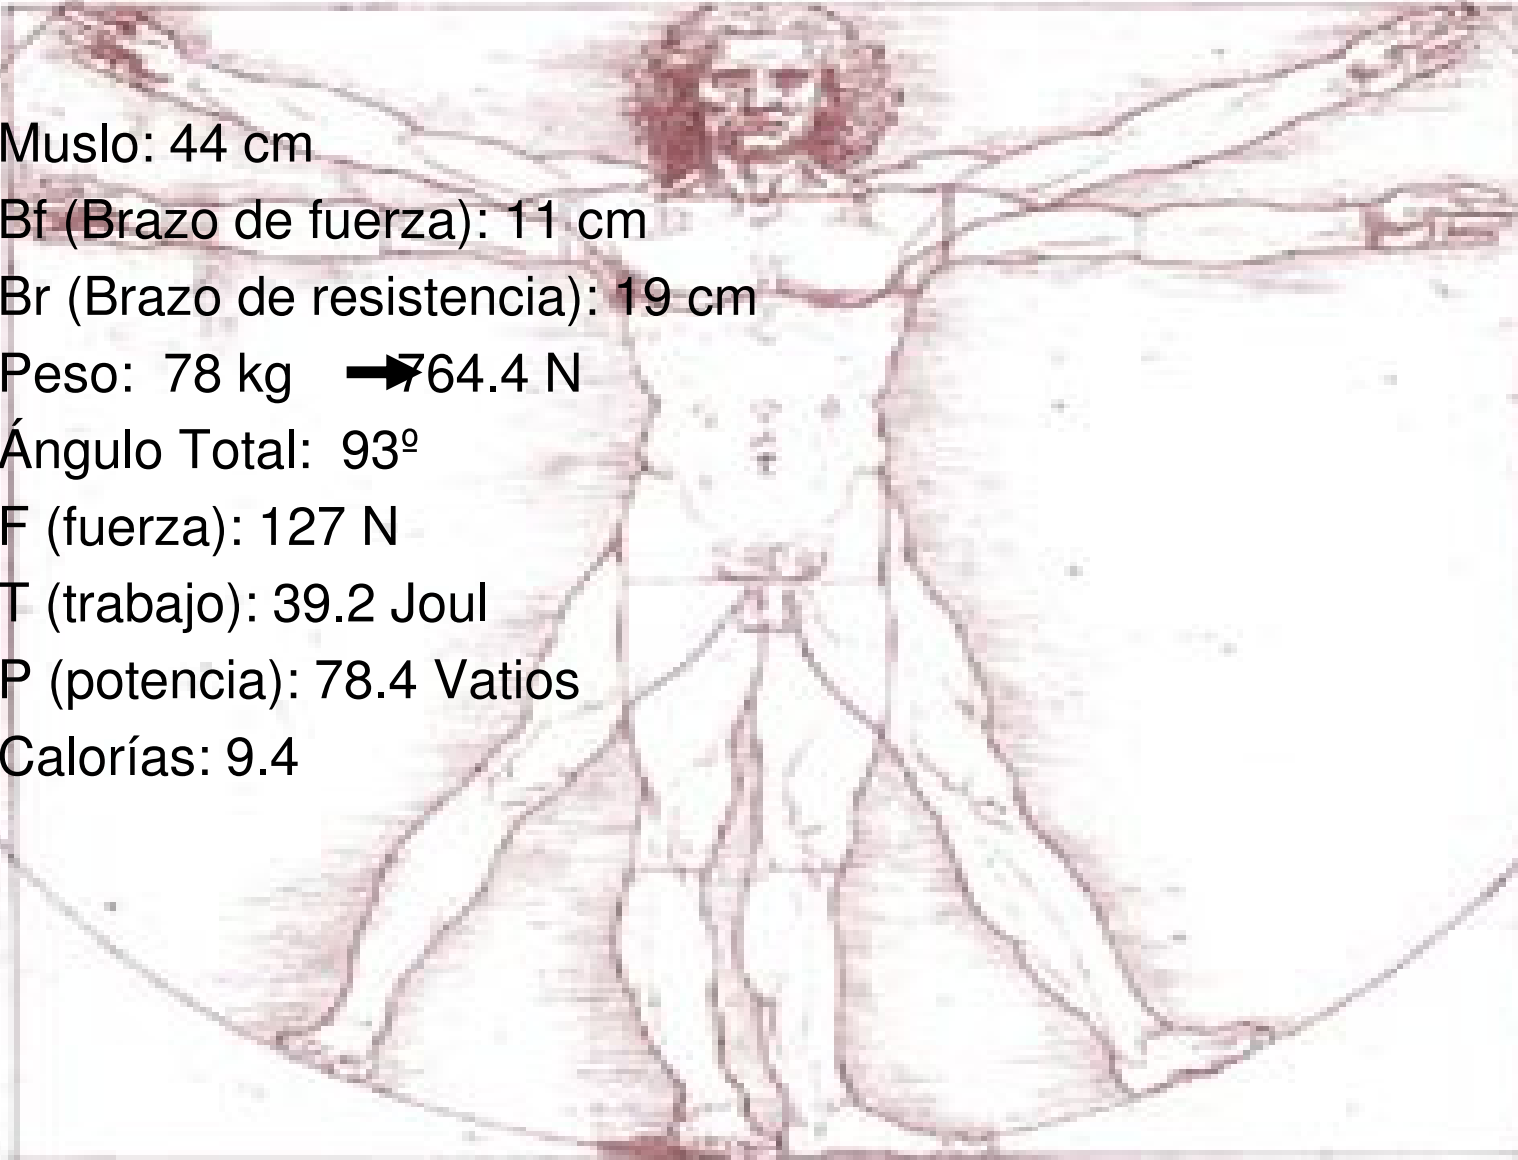 Muslo: 44 cm
Bf (Brazo de fuerza): 11 cm
Br (Brazo de resistencia): 19 cm
Peso: 78 kg 764.4 N
Ángulo Total: 93º
F (fuerza): 127 N
T (trabajo): 39.2 Joul
P (potencia): 78.4 Vatios
Calorías: 9.4